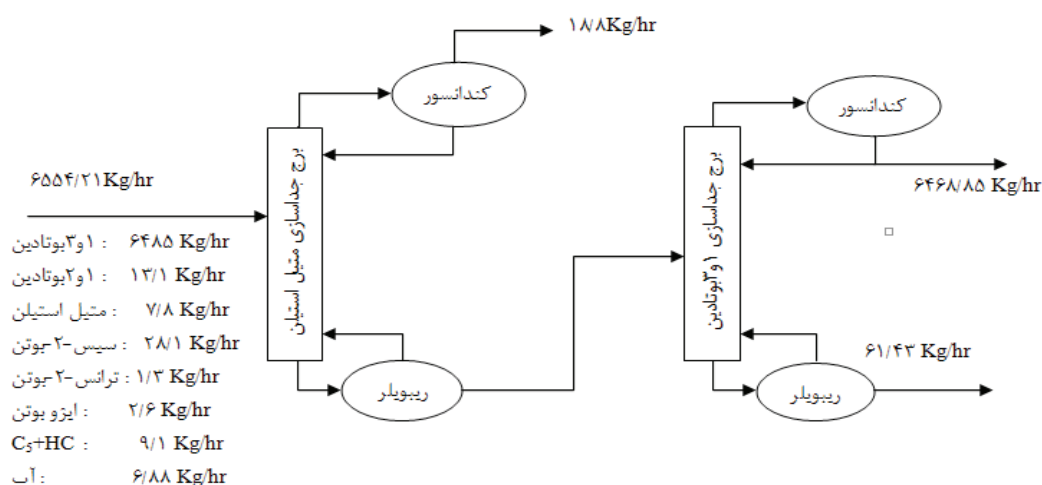 ۱۸/۸Kg/hr
کندانسور
کندانسور
برج جداسازی متیل استیلن
برج جداسازی ۱و۳بوتادین
۶۵۵۴/۲۱Kg/hr
۶۴۶۸/۸۵ Kg/hr
۱و۳بوتادین : ۶۴۸۵ Kg/hr
۱و۲بوتادین : ۱۳/۱ Kg/hr
متیل استیلن : ۷/۸ Kg/hr
سیس-۲-بوتن : ۲۸/۱ Kg/hr
ترانس-۲-بوتن : ۱/۳ Kg/hr
ایزو بوتن : ۲/۶ Kg/hr
C₅+HC : ۹/۱ Kg/hr
آب : ۶/۸۸ Kg/hr
ریبویلر
۶۱/۴۳ Kg/hr
ریبویلر